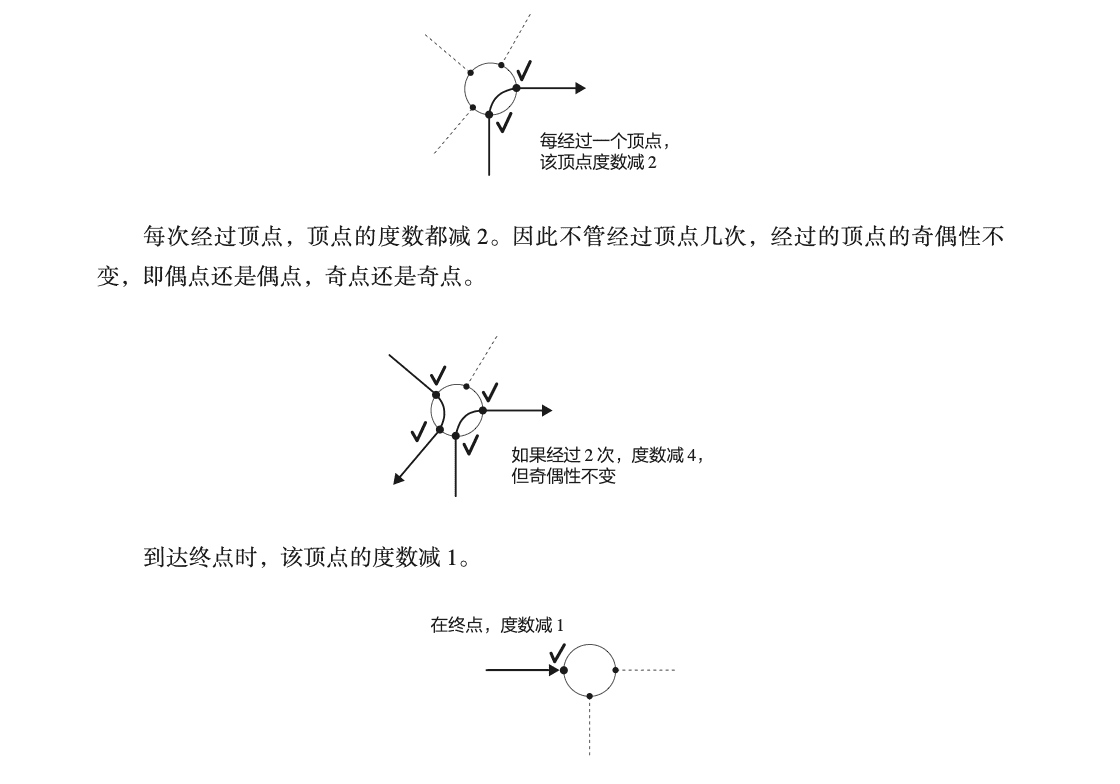 每经过一个顶点，
该顶点度数减 2
每次经过顶点，顶点的度数都减 2。因此不管经过顶点几次，经过的顶点的奇偶性不
变，即偶点还是偶点，奇点还是奇点。
如果经过 2 次，度数减 4，
但奇偶性不变
到达终点时，该顶点的度数减 1。
在终点，度数减 1